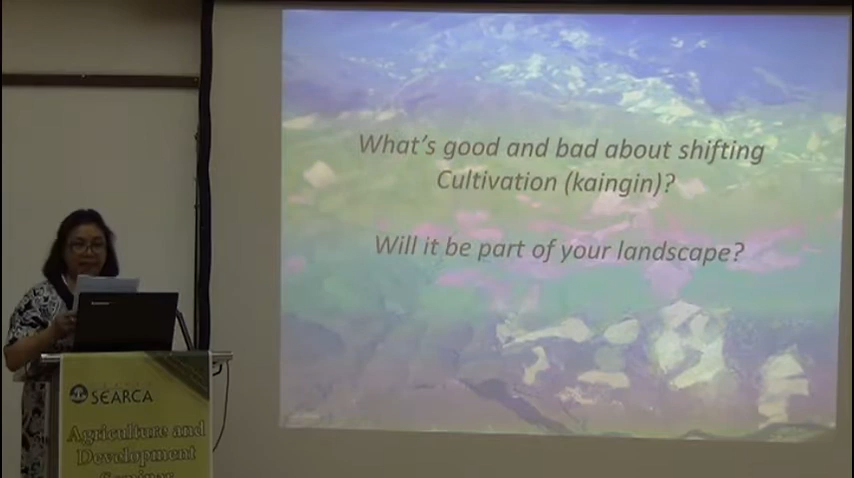 What's good and bad about shifting
Cultivation (kaingin)?
Will it be part of your landscape?
SEARCA
Agriculture and
Development
Seminar